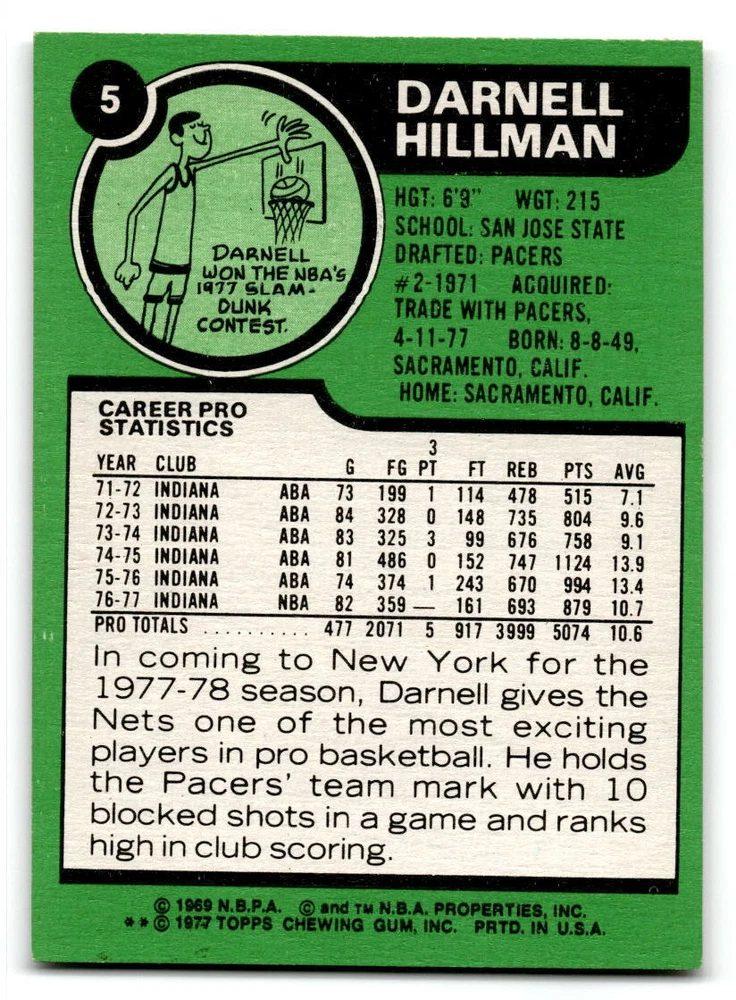 5
DARNELL
HILLMAN
DARNELL
WON THE NBA'S
1977 SLAM-
DUNK
CONTEST.
HGT: 6'9" WGT: 215
SCHOOL: SAN JOSE STATE
DRAFTED: PACERS
#2-1971 ACQUIRED:
TRADE WITH PACERS,
4-11-77 BORN: 8-8-49,
SACRAMENTO, CALIF.
HOME: SACRAMENTO, CALIF.
CAREER PRO
STATISTICS
YEAR CLUB G FG 3 PT FT REB PTS AVG
71-72 INDIANA ABA 73 199 1 114 478 515 7.1
72-73 INDIANA ABA 84 328 0 148 735 804 9.6
73-74 INDIANA ABA 83 325 3 99 676 758 9.1
74-75 INDIANA ABA 81 486 0 152 747 1124 13.9
75-76 INDIANA ABA 74 374 1 243 670 994 13.4
76-77 INDIANA NBA 82 359 — 161 693 879 10.7
PRO TOTALS .......... 477 2071 5 917 3999 5074 10.6
In coming to New York for the
1977-78 season, Darnell gives the
Nets one of the most exciting
players in pro basketball. He holds
the Pacers' team mark with 10
blocked shots in a game and ranks
high in club scoring.
© 1969 N.B.P.A. © and TM N.B.A. PROPERTIES, INC.
** © 1977 TOPPS CHEWING GUM, INC. PRTD. IN U.S.A.